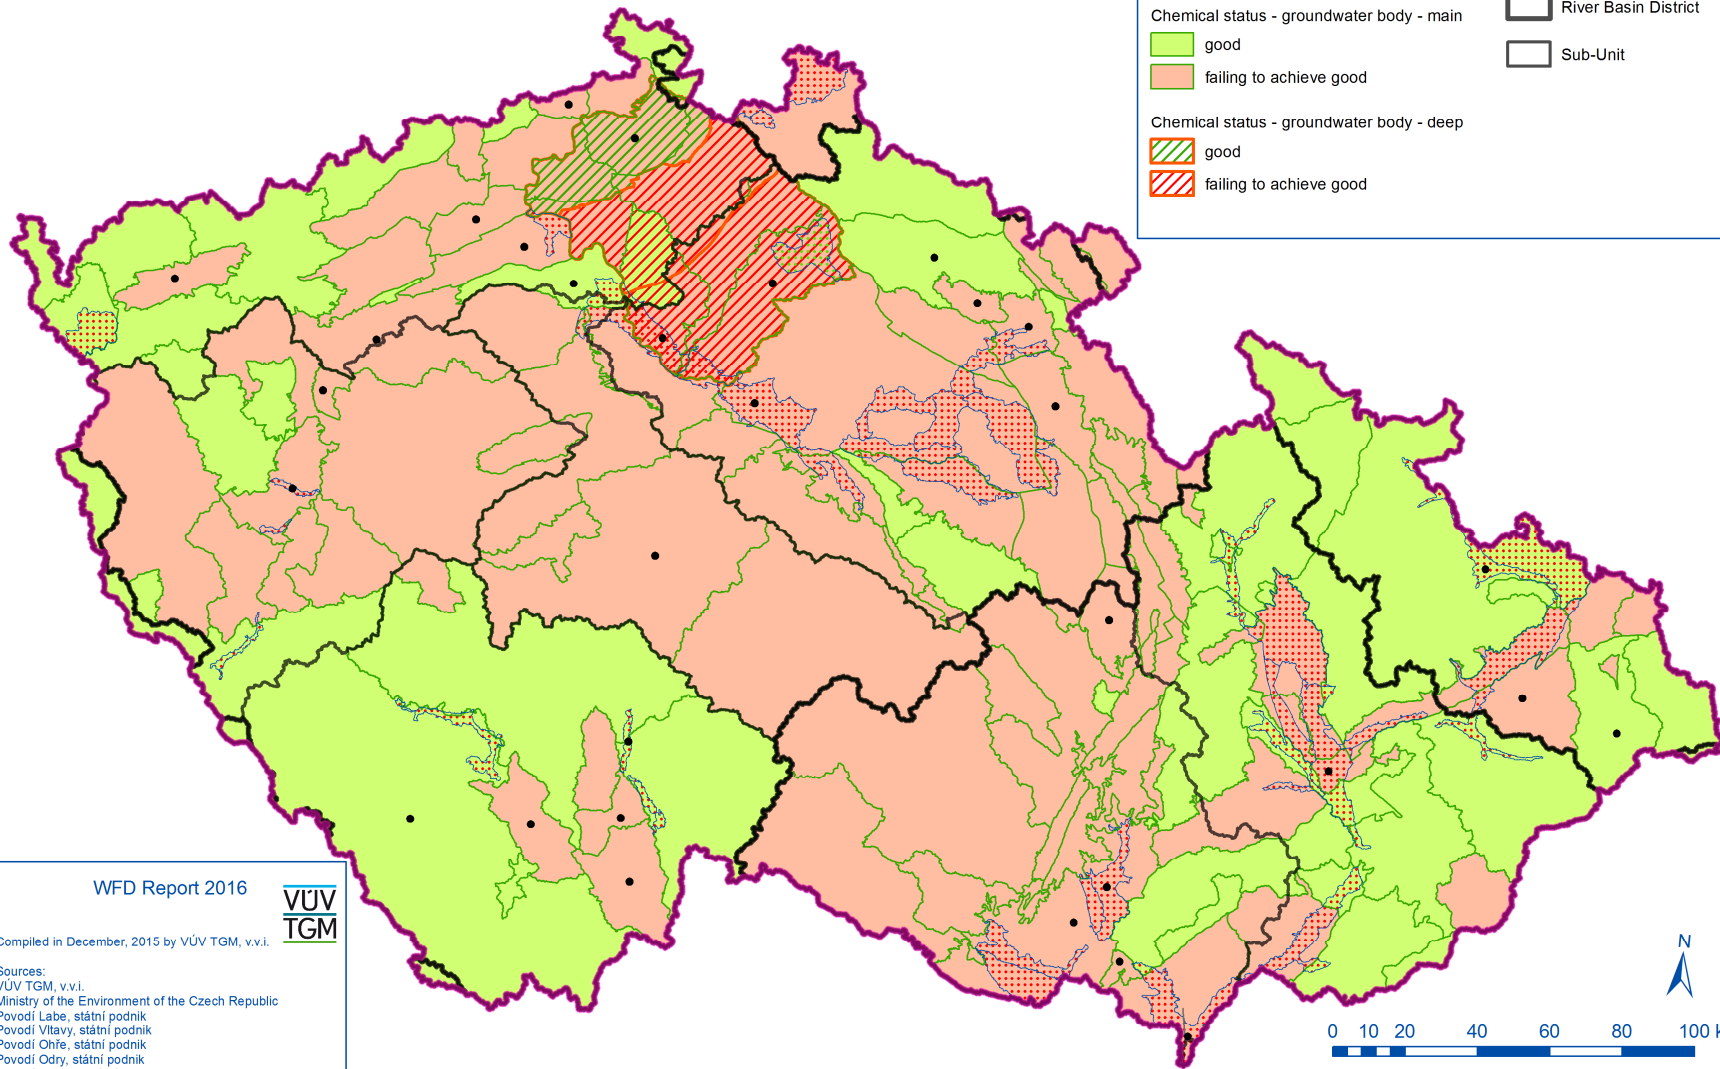 Chemical status - groundwater body - main
good
failing to achieve good
Chemical status - groundwater body - deep
good
failing to achieve good
River Basin District
Sub-Unit
WFD Report 2016
VÚV
TGM
Compiled in December, 2015 by VÚV TGM, v.v.i.
Sources:
VÚV TGM, v.v.i.
Ministry of the Environment of the Czech Republic
Povodí Labe, státní podnik
Povodí Vltavy, státní podnik
Povodí Ohře, státní podnik
Povodí Odry, státní podnik
N
0 10 20 40 60 80 100 k